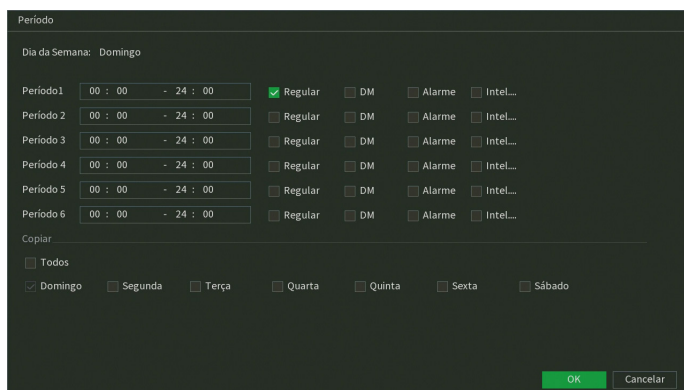 Período
Dia da Semana: Domingo
Período1 00 : 00 - 24 : 00 Regular DM Alarme Intel....
Período 2 00 : 00 - 24 : 00 Regular DM Alarme Intel....
Período 3 00 : 00 - 24 : 00 Regular DM Alarme Intel....
Período 4 00 : 00 - 24 : 00 Regular DM Alarme Intel....
Período 5 00 : 00 - 24 : 00 Regular DM Alarme Intel....
Período 6 00 : 00 - 24 : 00 Regular DM Alarme Intel....
Copiar
Todos
Domingo Segunda Terça Quarta Quinta Sexta Sábado
OK Cancelar